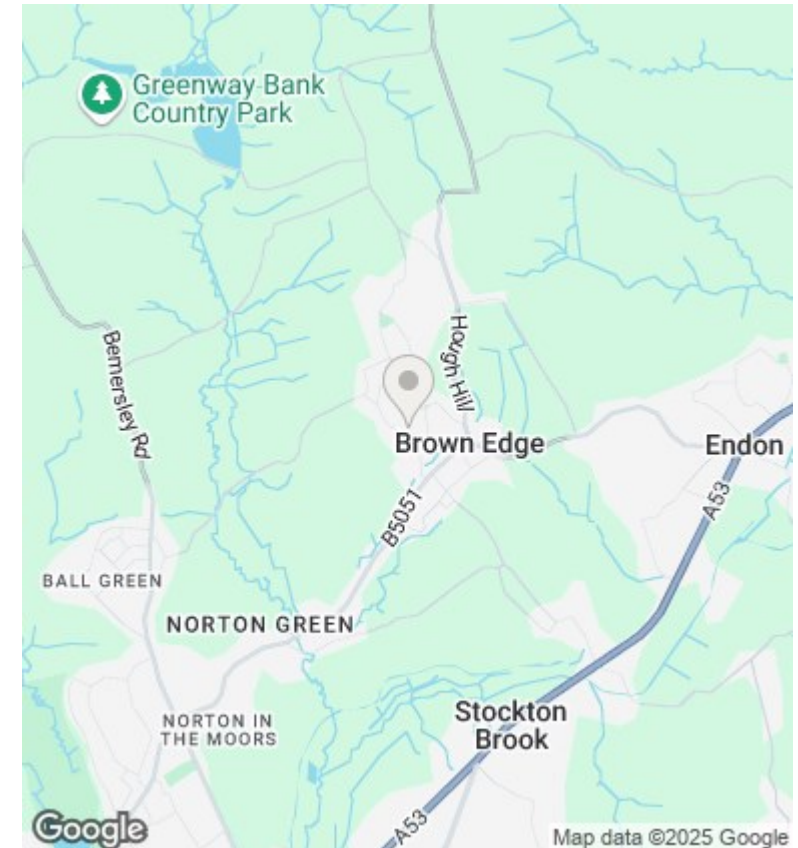 Greenway Bank
Country Park
Hough Hill
Bemersley Rd
Brown Edge
Endon
A53
B5051
BALL GREEN
NORTON GREEN
NORTON IN
THE MOORS
Stockton
Brook
A53
Google
Map data ©2025 Google